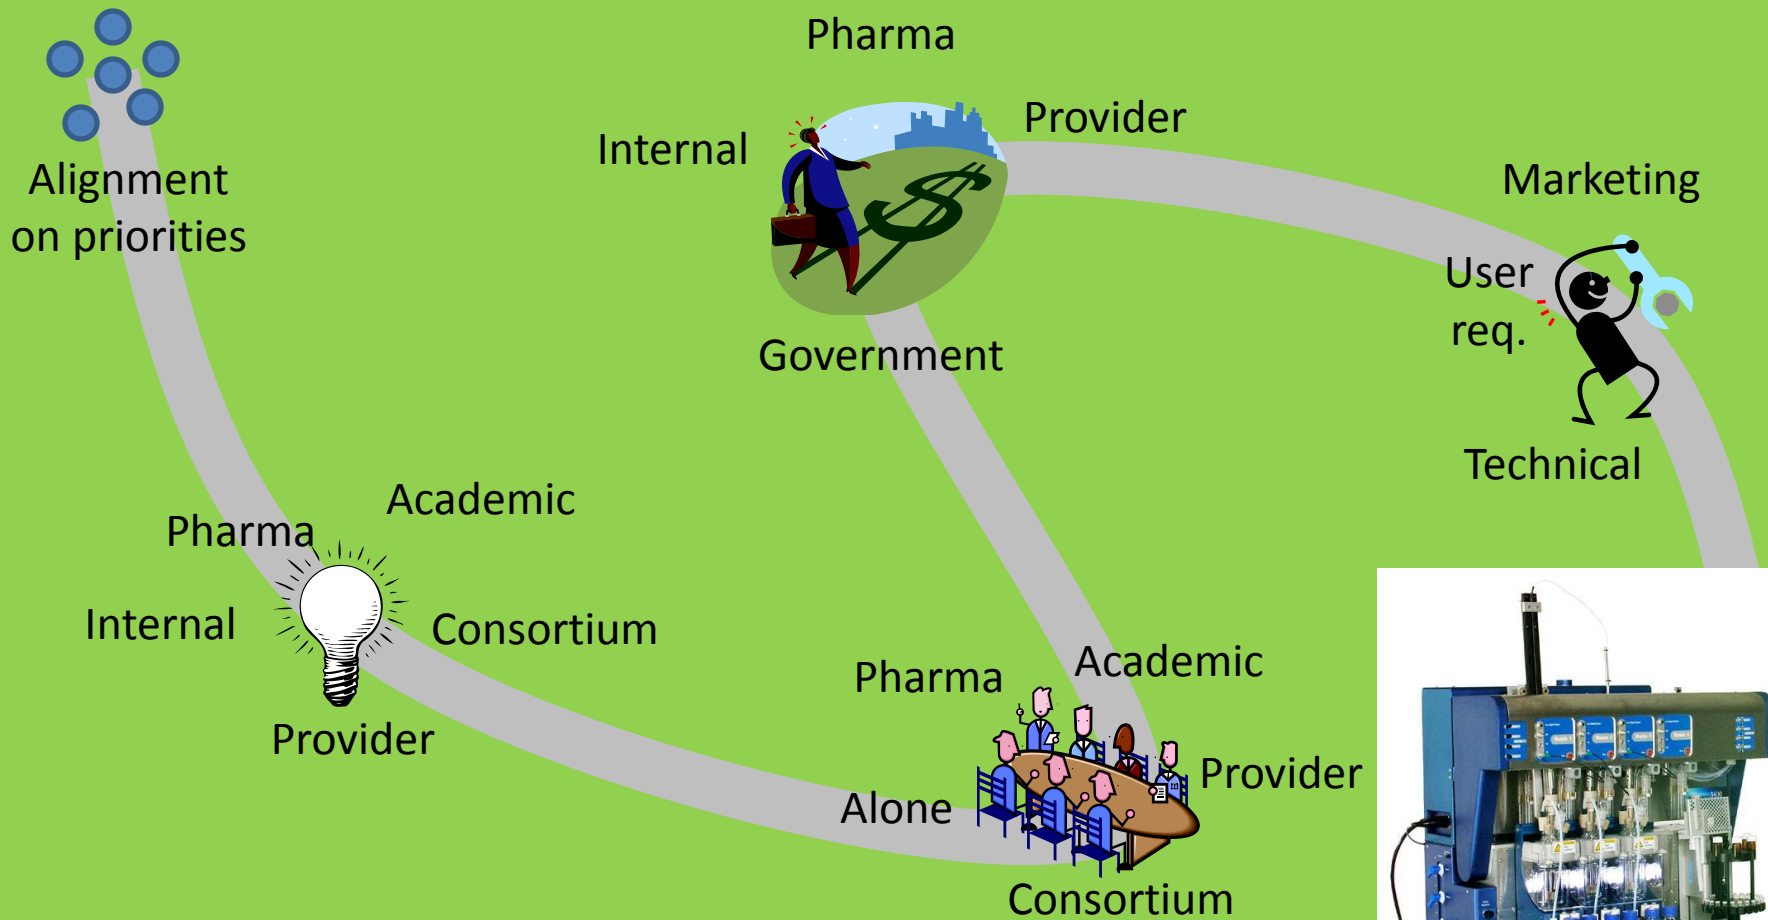 Alignment
on priorities
Pharma
Academic
Internal
Consortium
Provider
Pharma
Academic
Alone
Provider
Consortium
Pharma
Internal
Provider
Government
Marketing
User
req.
Technical